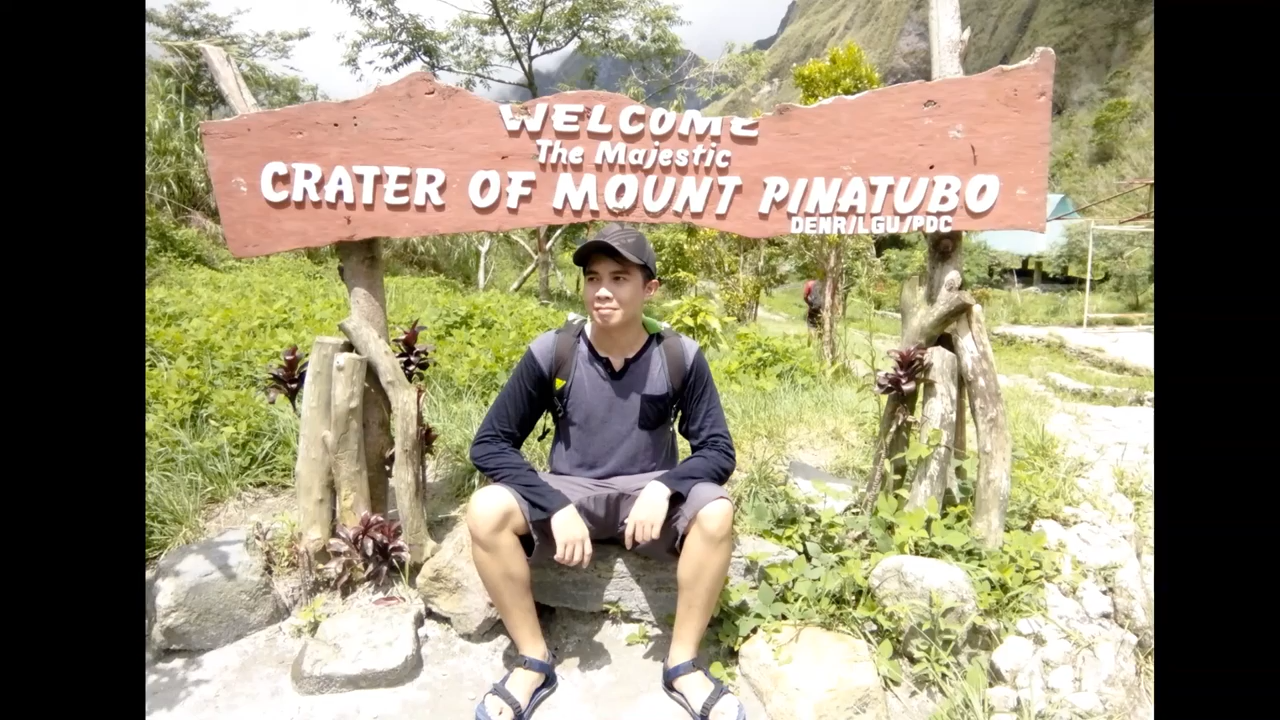 WELCOME
The Majestic
CRATER OF MOUNT PINATUBO
DENR/LGU/PDC